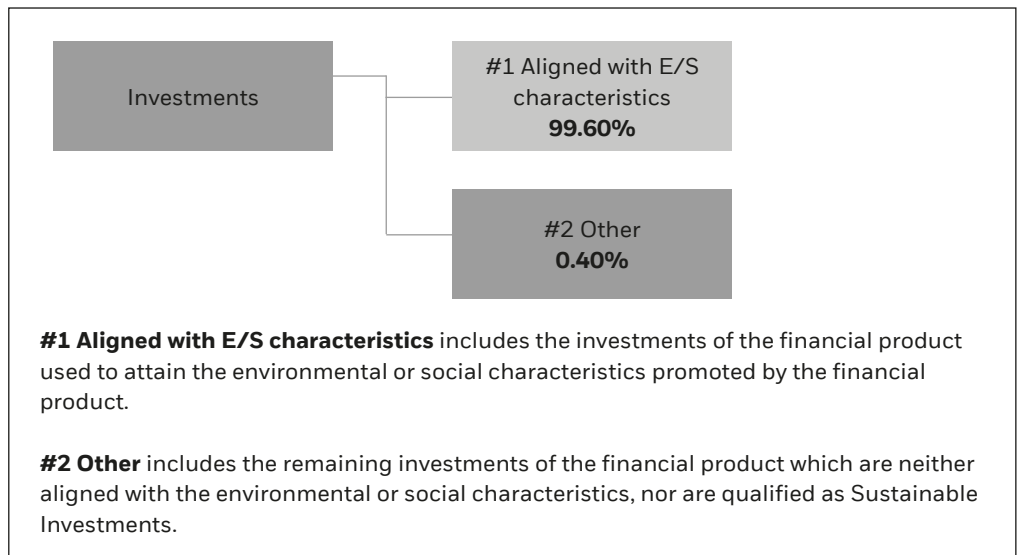 Investments
#1 Aligned with E/S
characteristics
99.60%
#2 Other
0.40%
#1 Aligned with E/S characteristics includes the investments of the financial product
used to attain the environmental or social characteristics promoted by the financial
product.
#2 Other includes the remaining investments of the financial product which are neither
aligned with the environmental or social characteristics, nor are qualified as Sustainable
Investments.